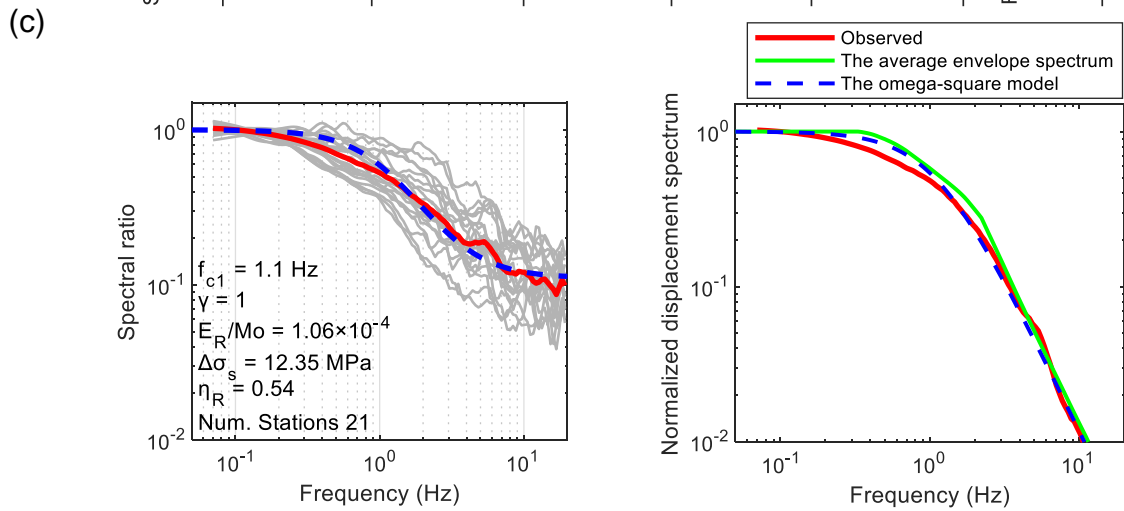 (c)
Observed
The average envelope spectrum
The omega-square model
Spectral ratio
10^0
10^-1
10^-2
f_c1 = 1.1 Hz
γ = 1
E_R/Mo = 1.06×10^-4
Δσ_s = 12.35 MPa
η_R = 0.54
Num. Stations 21
10^-1
10^0
10^1
Frequency (Hz)
Normalized displacement spectrum
10^0
10^-1
10^-2
10^-1
10^0
10^1
Frequency (Hz)